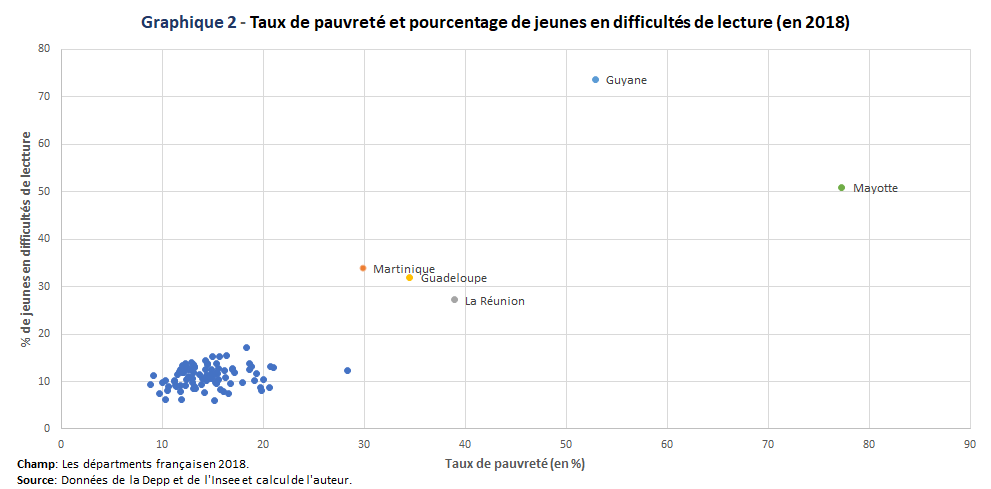 Graphique 2 - Taux de pauvreté et pourcentage de jeunes en difficultés de lecture (en 2018)
% de jeunes en difficultés de lectture
80
70
60
50
40
30
20
10
0
Guyane
Mayotte
Martinique
Guadeloupe
La Réunion
0 10 20 30 40 50 60 70 80 90
Taux de pauvreté (en %)
Champ: Les départments français en 2018.
Source: Données de la Depp et de l'Insee et calcul de l'auteur.